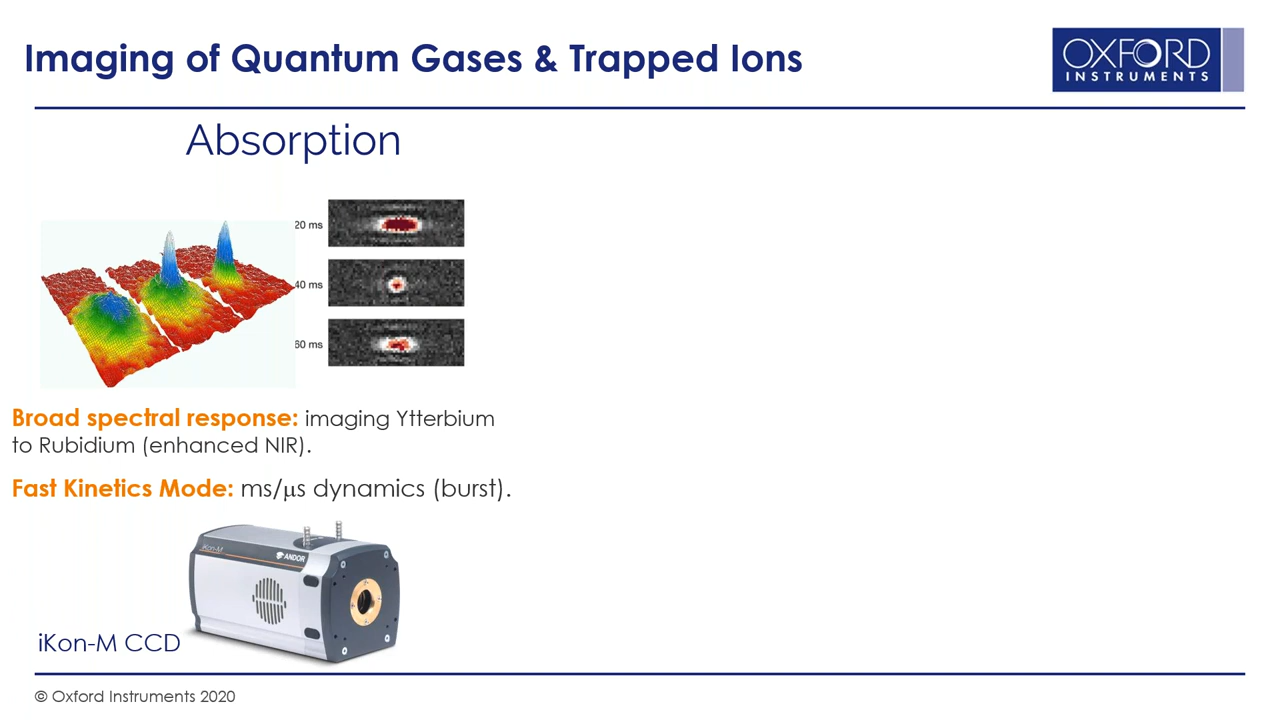 Imaging of Quantum Gases & Trapped Ions
OXFORD
INSTRUMENTS
Absorption
20 ms
40 ms
60 ms
Broad spectral response: imaging Ytterbium
to Rubidium (enhanced NIR).
Fast Kinetics Mode: ms/μs dynamics (burst).
iKon-M
ANDOR
iKon-M CCD
© Oxford Instruments 2020